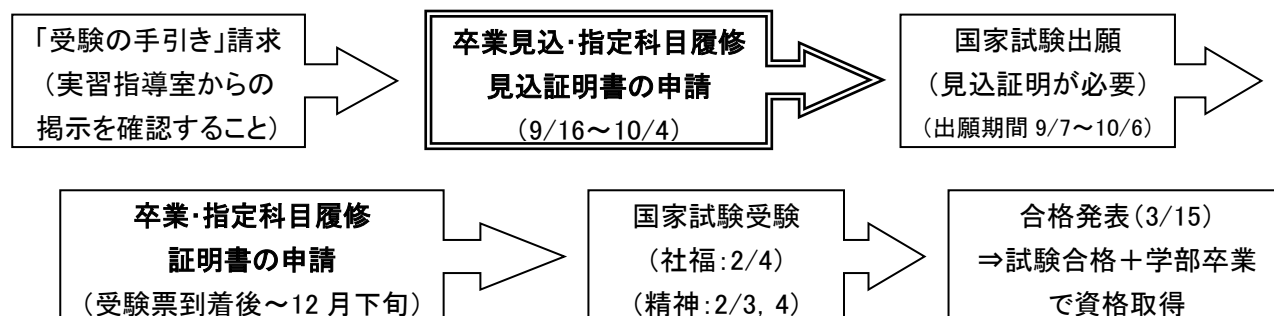 「受験の手引き」請求
(実習指導室からの
掲示を確認すること)
卒業見込・指定科目履修
見込証明書の申請
(9/16~10/4)
国家試験出願
(見込証明が必要)
(出願期間 9/7~10/6)
卒業・指定科目履修
証明書の申請
(受験票到着後~12 月下旬)
国家試験受験
(社福:2/4)
(精神:2/3, 4)
合格発表(3/15)
⇒試験合格+学部卒業
で資格取得